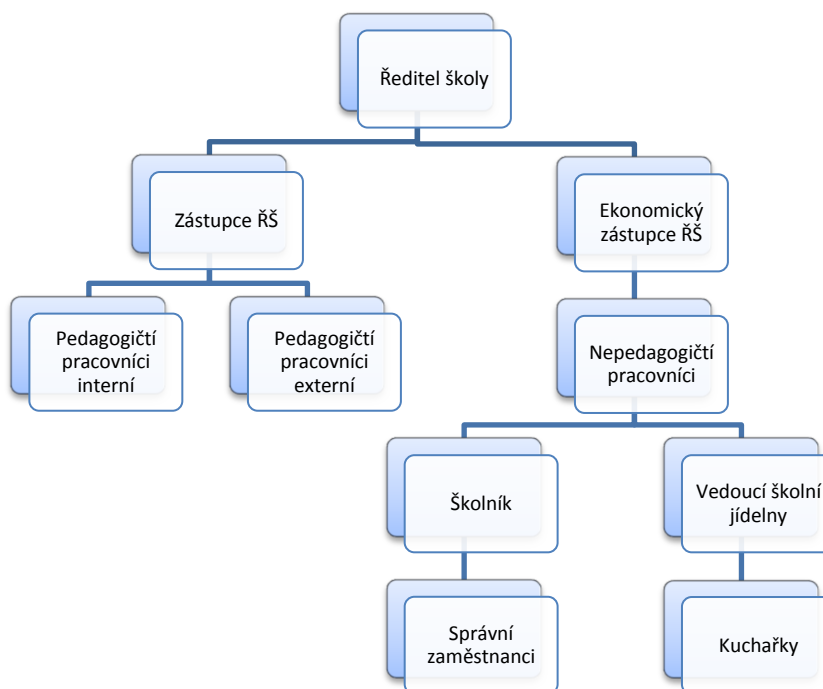 Ředitel školy
Zástupce ŘŠ
Ekonomický
zástupce ŘŠ
Pedagogičtí
pracovníci
interní
Pedagogičtí
pracovníci
externí
Nepedagogičtí
pracovníci
Školník
Vedoucí školní
jídelny
Správní
zaměstnanci
Kuchařky